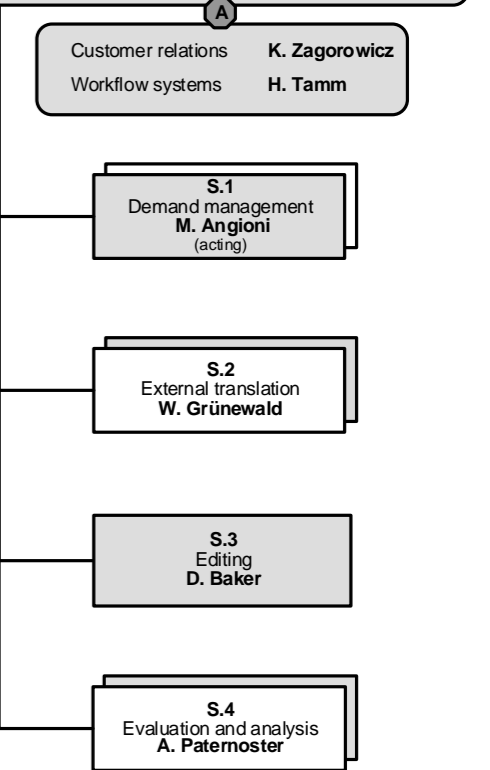 A
Customer relations K. Zagorowicz
Workflow systems H. Tamm
S.1
Demand management
M. Angioni
(acting)
S.2
External translation
W. Grünewald
S.3
Editing
D. Baker
S.4
Evaluation and analysis
A. Paternoster